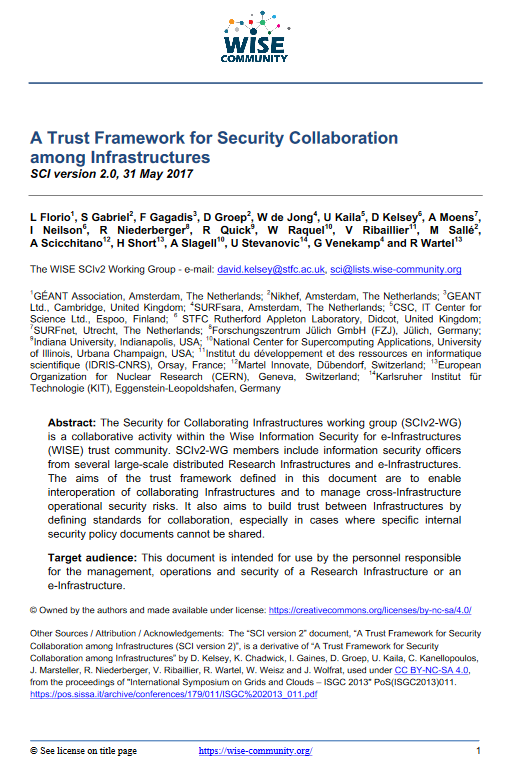 WISE
COMMUNITY
A Trust Framework for Security Collaboration
among Infrastructures
SCI version 2.0, 31 May 2017
L Florio1, S Gabriel2, F Gagadis3, D Groep2, W de Jong4, U Kaila5, D Kelsey6, A Moens7,
I Neilson6, R Niederberger8, R Quick9, W Raquel10, V Ribaillier11, M Sallé2,
A Scicchitano12, H Short13, A Slagell10, U Stevanovic14, G Venekamp4 and R Wartel13
The WISE SCIv2 Working Group - e-mail: david.kelsey@stfc.ac.uk, sci@lists.wise-community.org
1GÉANT Association, Amsterdam, The Netherlands; 2Nikhef, Amsterdam, The Netherlands; 3GEANT
Ltd., Cambridge, United Kingdom; 4SURFsara, Amsterdam, The Netherlands; 5CSC, IT Center for
Science Ltd., Espoo, Finland; 6 STFC Rutherford Appleton Laboratory, Didcot, United Kingdom;
7SURFnet, Utrecht, The Netherlands; 8Forschungszentrum Jülich GmbH (FZJ), Jülich, Germany;
9Indiana University, Indianapolis, USA; 10National Center for Supercomputing Applications, University
of Illinois, Urbana Champaign, USA; 11Institut du développement et des ressources en informatique
scientifique (IDRIS-CNRS), Orsay, France; 12Martel Innovate, Dübendorf, Switzerland; 13European
Organization for Nuclear Research (CERN), Geneva, Switzerland; 14Karlsruher Institut für
Technologie (KIT), Eggenstein-Leopoldshafen, Germany
Abstract: The Security for Collaborating Infrastructures working group (SCIv2-WG)
is a collaborative activity within the Wise Information Security for e-Infrastructures
(WISE) trust community. SCIv2-WG members include information security officers
from several large-scale distributed Research Infrastructures and e-Infrastructures.
The aims of the trust framework defined in this document are to enable
interoperation of collaborating Infrastructures and to manage cross-Infrastructure
operational security risks. It also aims to build trust between Infrastructures by
defining standards for collaboration, especially in cases where specific internal
security policy documents cannot be shared.
Target audience: This document is intended for use by the personnel responsible
for the management, operations and security of a Research Infrastructure or an
e-Infrastructure.
© Owned by the authors and made available under license: https://creativecommons.org/licenses/by-nc-sa/4.0/
Other Sources / Attribution / Acknowledgements: The “SCI version 2” document, “A Trust Framework for Security
Collaboration among Infrastructures (SCI version 2)”, is a derivative of “A Trust Framework for Security
Collaboration among Infrastructures” by D. Kelsey, K. Chadwick, I. Gaines, D. Groep, U. Kaila, C. Kanellopoulos,
J. Marsteller, R. Niederberger, V. Ribaillier, R. Wartel, W. Weisz and J. Wolfrat, used under CC BY-NC-SA 4.0,
from the proceedings of "International Symposium on Grids and Clouds – ISGC 2013" PoS(ISGC2013)011.
https://pos.sissa.it/archive/conferences/179/011/ISGC%202013_011.pdf
© See license on title page https://wise-community.org/ 1